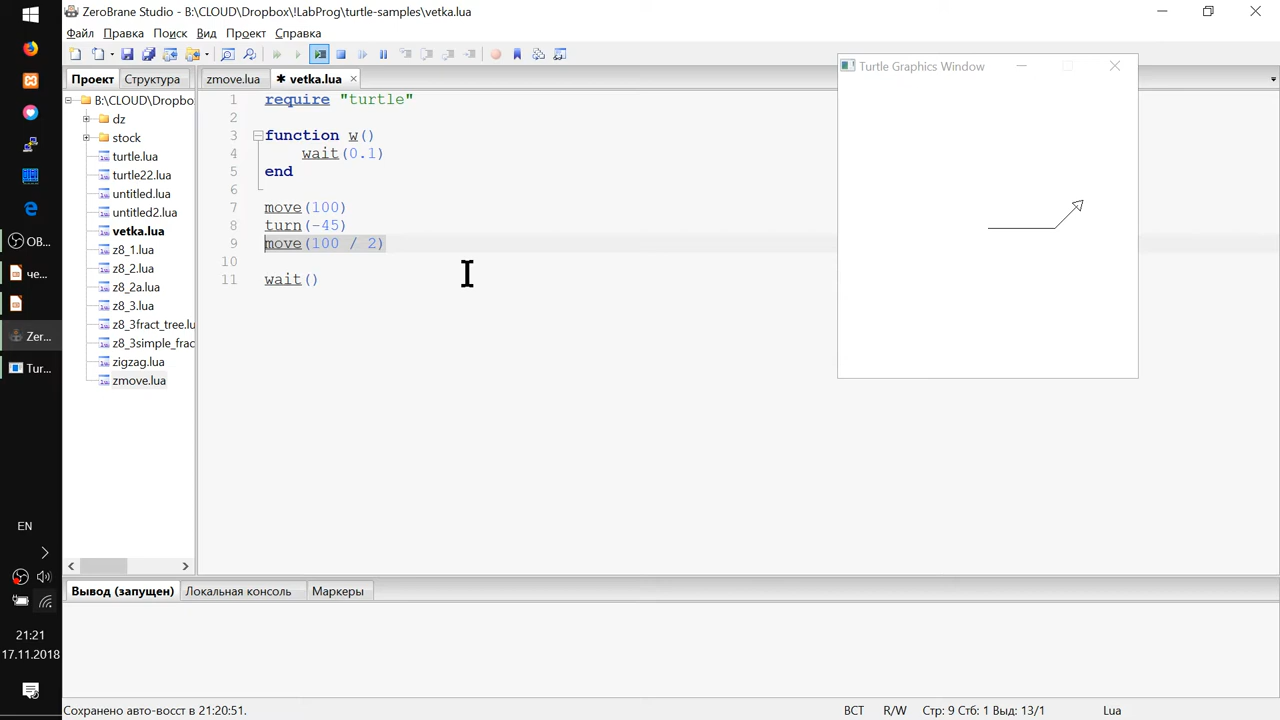 ZeroBrane Studio - B:\CLOUD\Dropbox\!LabProg\turtle-samples\vetka.lua
Файл Правка Поиск Вид Проект Справка
Проект Структура
zmove.lua
✱ vetka.lua
B:\CLOUD\Dropbo
dz
stock
turtle.lua
turtle22.lua
untitled.lua
untitled2.lua
vetka.lua
z8_1.lua
z8_2.lua
z8_2a.lua
z8_3.lua
z8_3fract_tree.lu
z8_3simple_frac
zigzag.lua
zmove.lua
1 require "turtle"
2
3 function w()
4 wait(0.1)
5 end
6
7 move(100)
8 turn(-45)
9 move(100 / 2)
10
11 wait()
Turtle Graphics Window
OB...
че...
Zer...
Tur...
EN
21:21
17.11.2018
Вывод (запущен) Локальная консоль Маркеры
Сохранено авто-восст в 21:20:51.
ВСТ R/W Стр: 9 Стб: 1 Выд: 13/1 Lua